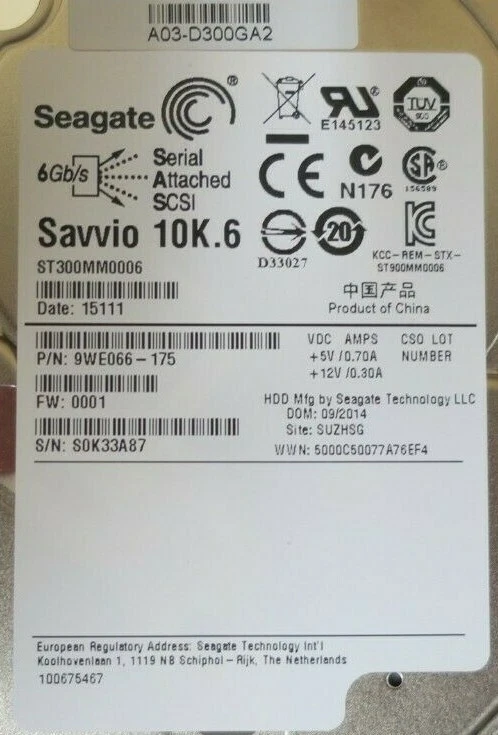 A03-D300GA2
Seagate
E145123
TUV
6Gb/s
Serial
Attached
SCSI
N176
156589
Savvio 10K.6
D33027
20
KCC-REM-STX-
ST900MM0006
ST300MM0006
Date: 15111
中国产品
Product of China
P/N: 9WE066-175
VDC AMPS
+5V /0.70A
+12V /0.30A
CSO LOT
NUMBER
FW: 0001
S/N: S0K33A87
HDD Mfg by Seagate Technology LLC
DOM: 09/2014
Site: SUZHSG
WWN: 5000C50077A76EF4
European Regulatory Address: Seagate Technology Int'l
Koolhovenlaan 1, 1119 NB Schiphol-Rijk, The Netherlands
100675467